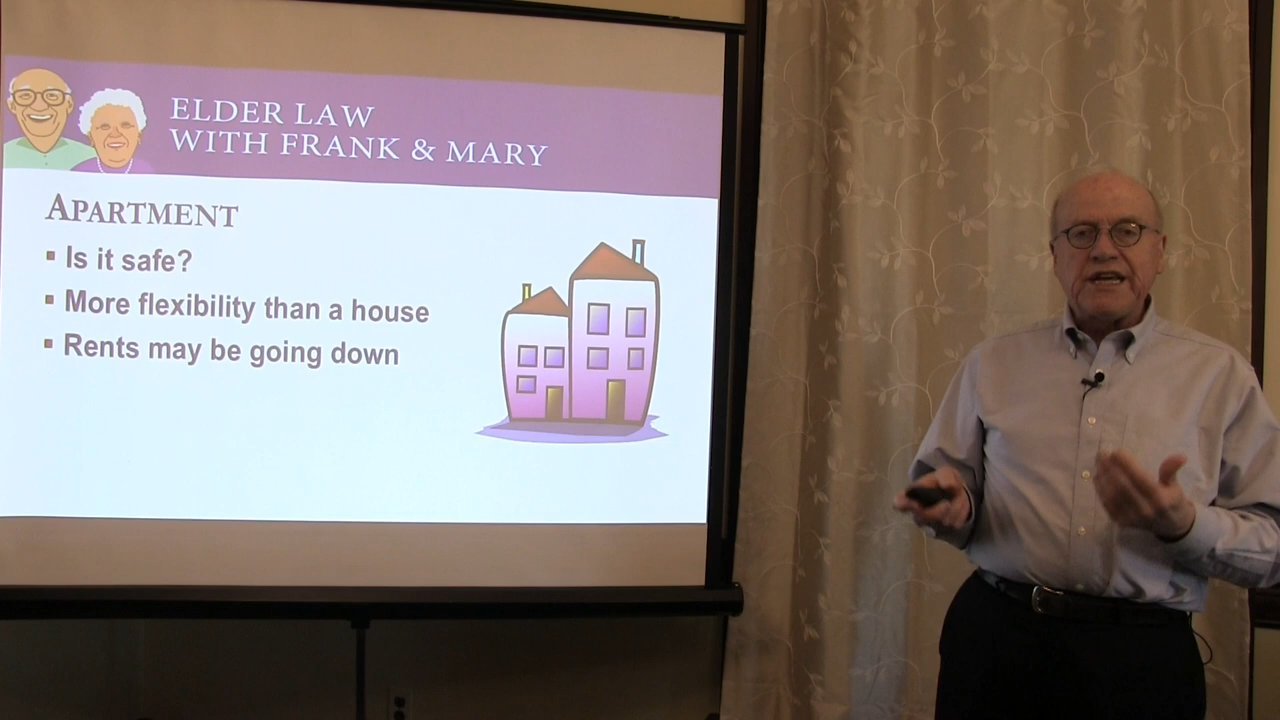 ELDER LAW
WITH FRANK & MARY
APARTMENT
▪ Is it safe?
▪ More flexibility than a house
▪ Rents may be going down